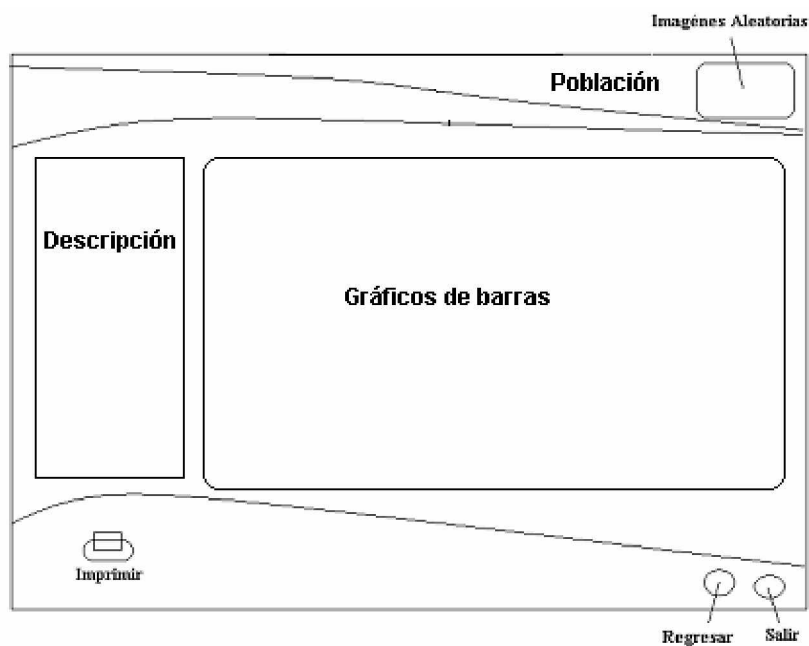 Imagénes Aleatorias
Población
Descripción
Gráficos de barras
Imprimir
Regresar
Salir